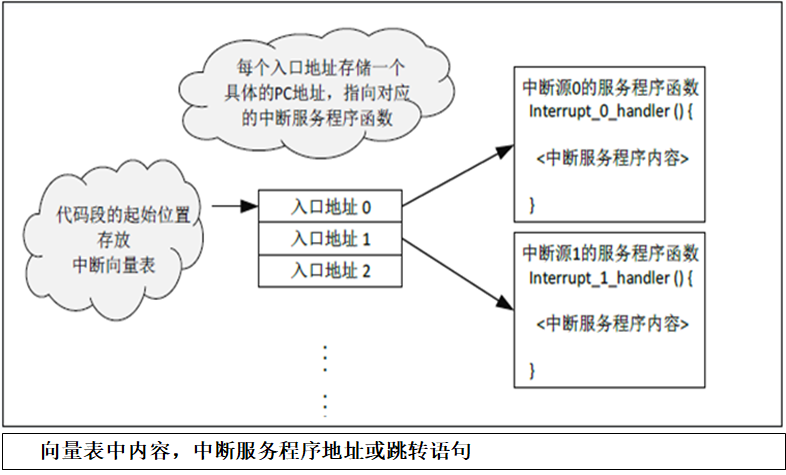 每个入口地址存储一个
具体的PC地址，指向对应
的中断服务程序函数
代码段的起始位置
存放
中断向量表
入口地址 0
入口地址 1
入口地址 2
中断源0的服务程序函数
Interrupt_0_handler () {
<中断服务程序内容>
}
中断源1的服务程序函数
Interrupt_1_handler () {
<中断服务程序内容>
}
向量表中内容，中断服务程序地址或跳转语句